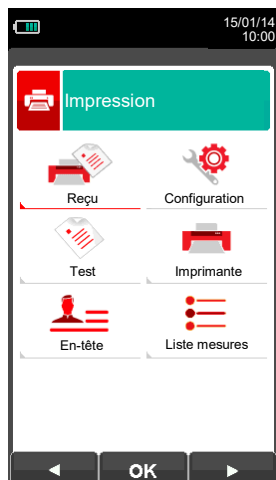 15/01/14
10:00
Impression
Reçu
Configuration
Test
Imprimante
En-tête
Liste mesures
OK